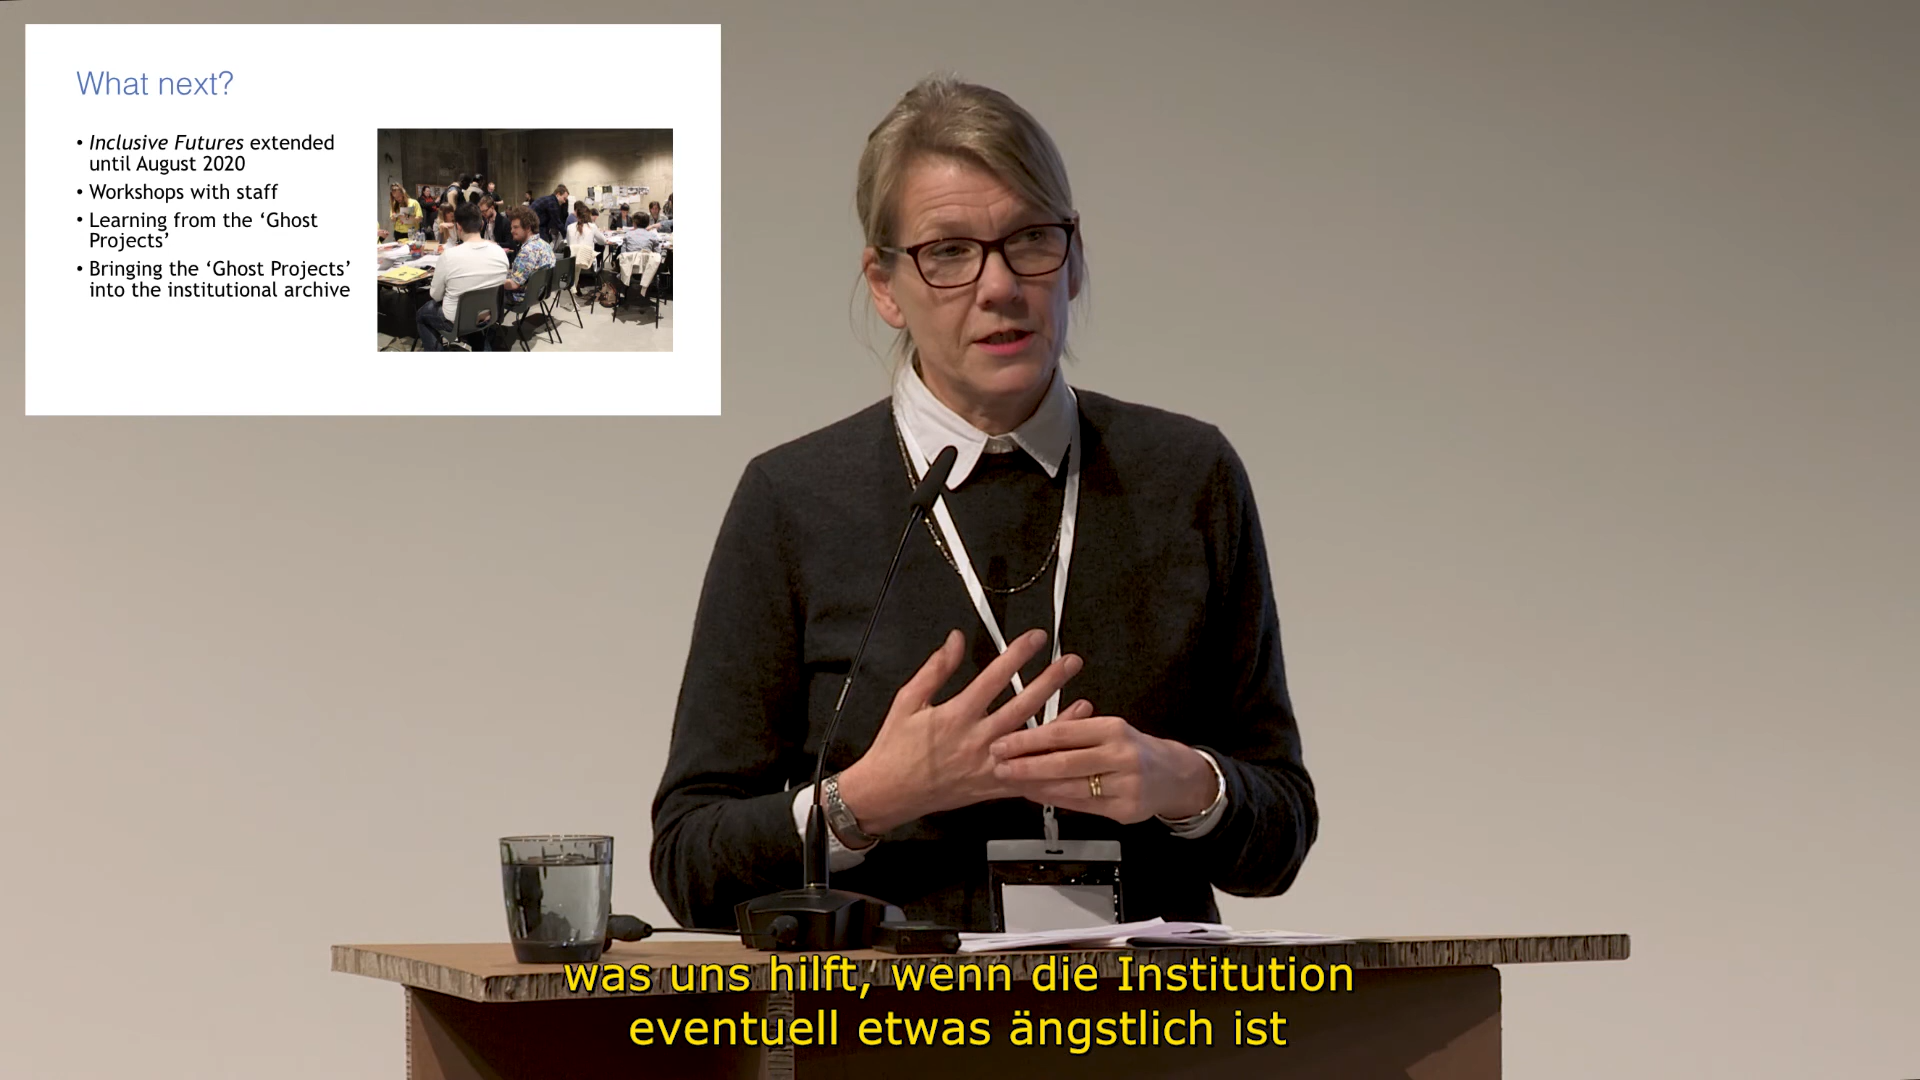 What next?
• Inclusive Futures extended
until August 2020
• Workshops with staff
• Learning from the ‘Ghost
Projects’
• Bringing the ‘Ghost Projects’
into the institutional archive
was uns hilft, wenn die Institution
eventuell etwas ängstlich ist